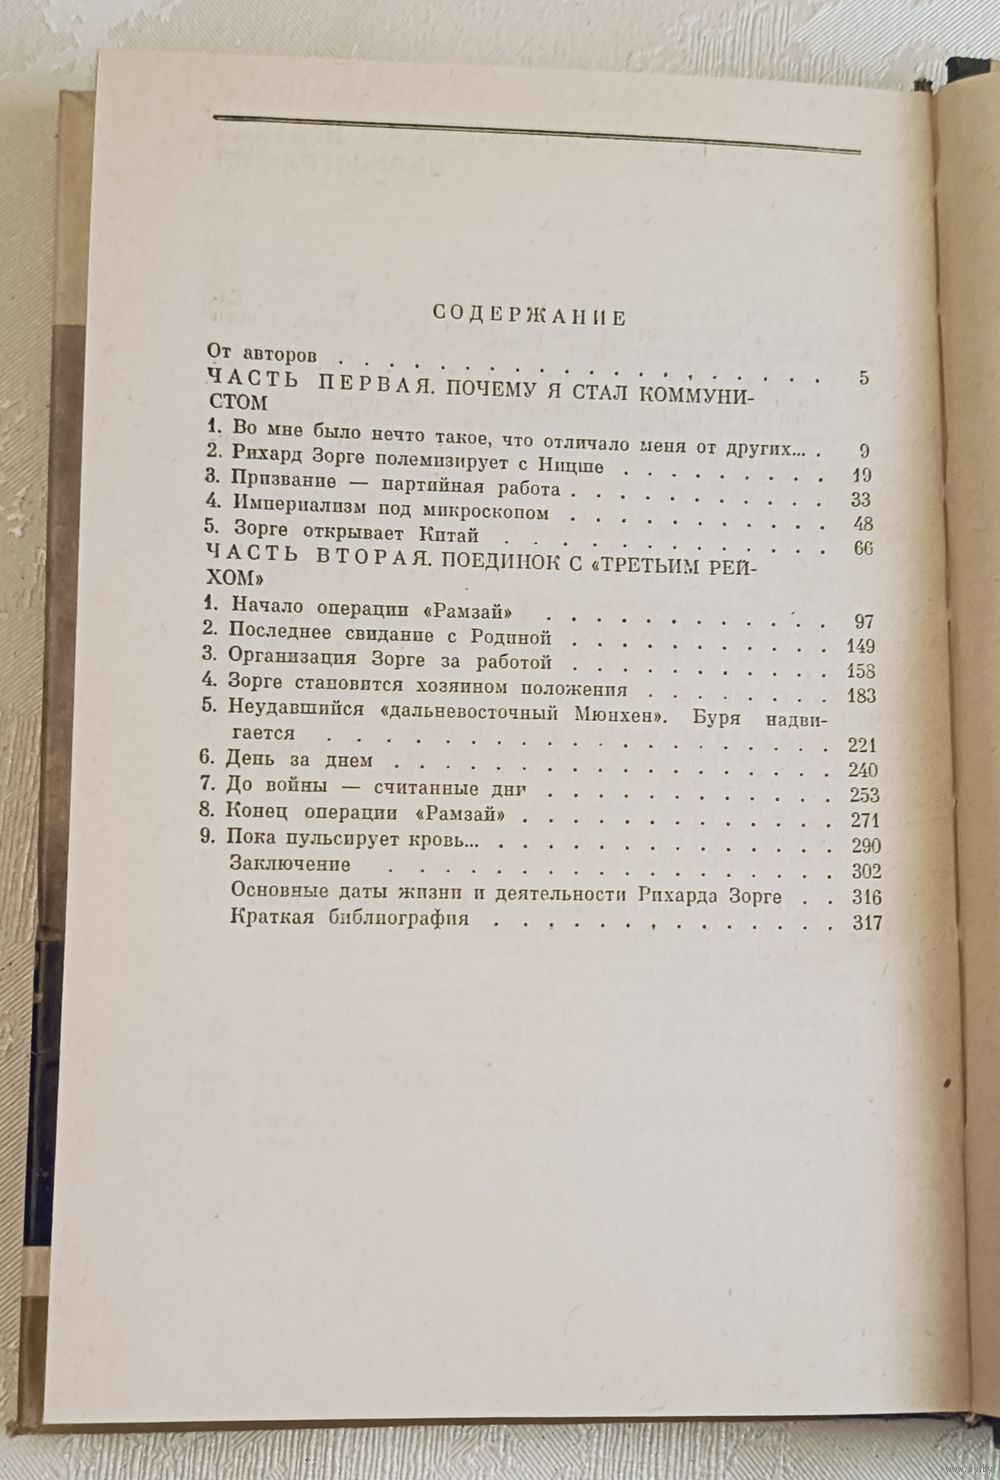 СОДЕРЖАНИЕ
От авторов . . . . . . . . . . . . . . . . . . . 5
ЧАСТЬ ПЕРВАЯ. ПОЧЕМУ Я СТАЛ КОММУНИ-
СТОМ
1. Во мне было нечто такое, что отличало меня от других... . 9
2. Рихард Зорге полемизирует с Ницше . . . . . . . . 19
3. Призвание — партийная работа . . . . . . . . . . 33
4. Империализм под микроскопом . . . . . . . . . . 48
5. Зорге открывает Китай . . . . . . . . . . . . 66
ЧАСТЬ ВТОРАЯ. ПОЕДИНОК С «ТРЕТЬИМ РЕЙ-
ХОМ»
1. Начало операции «Рамзай» . . . . . . . . . . . 97
2. Последнее свидание с Родиной . . . . . . . . . . 149
3. Организация Зорге за работой . . . . . . . . . . 158
4. Зорге становится хозяином положения . . . . . . . 183
5. Неудавшийся «дальневосточный Мюнхен». Буря надви-
гается . . . . . . . . . . . . . . . . . . 221
6. День за днем . . . . . . . . . . . . . . . . 240
7. До войны — считанные дни . . . . . . . . . . . 253
8. Конец операции «Рамзай» . . . . . . . . . . . . 271
9. Пока пульсирует кровь... . . . . . . . . . . . . . 290
Заключение . . . . . . . . . . . . . . . . 302
Основные даты жизни и деятельности Рихарда Зорге . . 316
Краткая библиография . . . . . . . . . . . . . 317
www.ay.by